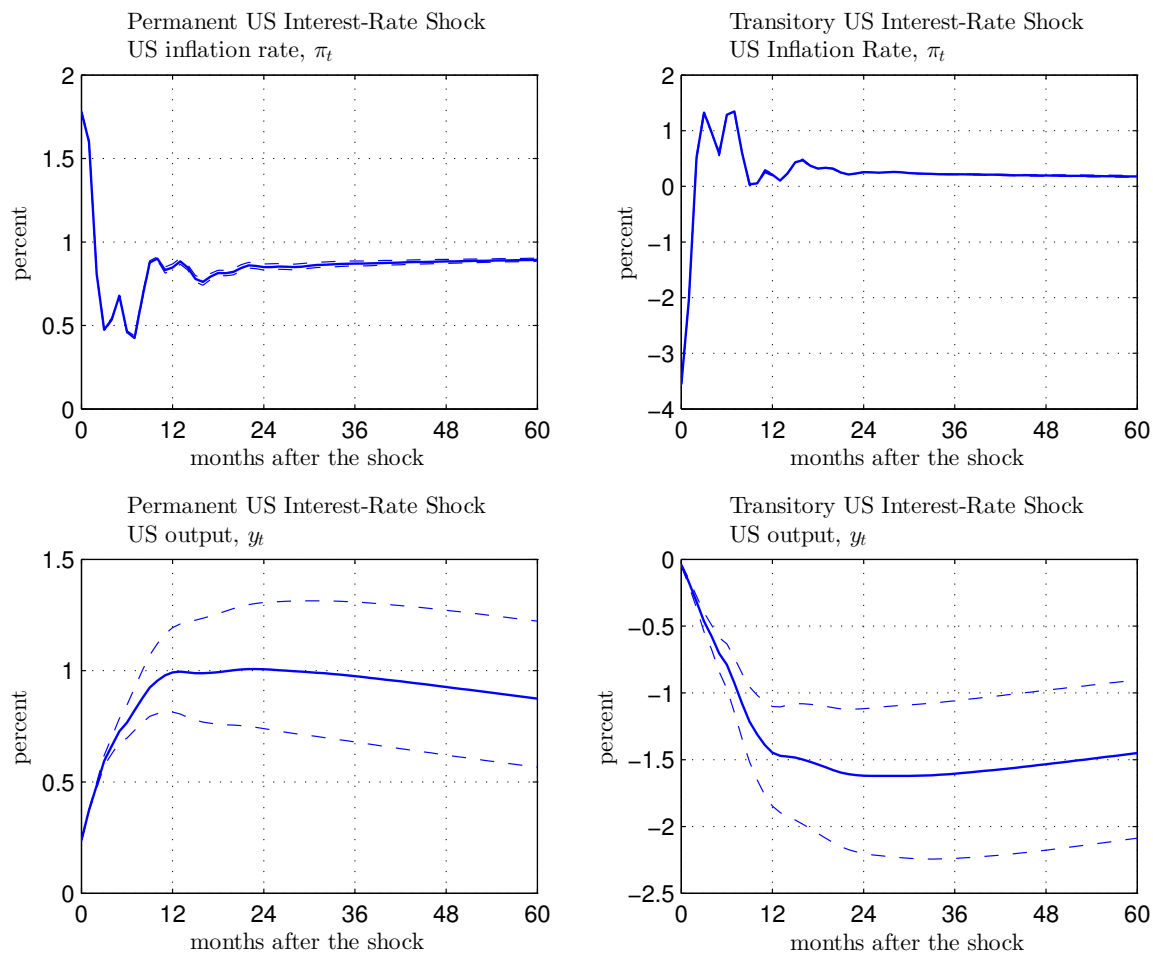 Permanent US Interest-Rate Shock
US inflation rate, πt
2
1.5
1
0.5
0
percent
0 12 24 36 48 60
months after the shock
Transitory US Interest-Rate Shock
US Inflation Rate, πt
1
0
−1
−2
−3
−4
percent
0 12 24 36 48 60
months after the shock
Permanent US Interest-Rate Shock
US output, yt
1.5
1
0.5
0
percent
0 12 24 36 48 60
months after the shock
Transitory US Interest-Rate Shock
US output, yt
0
−0.5
−1
−1.5
−2
−2.5
percent
0 12 24 36 48 60
months after the shock